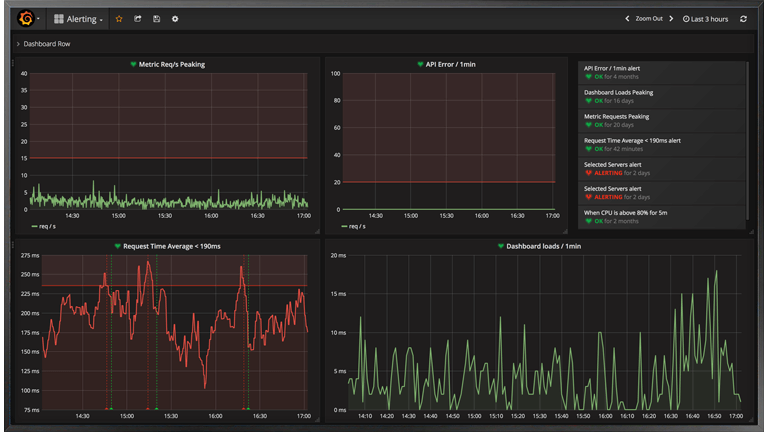 Alerting
Zoom Out
Last 3 hours
Dashboard Row
Metric Req/s Peaking
40
35
30
25
20
15
10
5
0
14:30
15:00
15:30
16:00
16:30
17:00
req / s
API Error / 1min
100
80
60
40
20
0
14:30
15:00
15:30
16:00
16:30
17:00
req / s
API Error / 1min alert
OK for 4 months
Dashboard Loads Peaking
OK for 16 days
Metric Requests Peaking
OK for 20 days
Request Time Average < 190ms alert
OK for 42 minutes
Selected Servers alert
ALERTING for 2 days
Selected Servers alert
ALERTING for 2 days
When CPU is above 80% for 5m
OK for 2 months
Request Time Average < 190ms
275 ms
250 ms
225 ms
200 ms
175 ms
150 ms
125 ms
100 ms
75 ms
14:30
15:00
15:30
16:00
16:30
17:00
Dashboard loads / 1min
20 ms
15 ms
10 ms
5 ms
0 ms
14:10
14:20
14:30
14:40
14:50
15:00
15:10
15:20
15:30
15:40
15:50
16:00
16:10
16:20
16:30
16:40
16:50
17:00